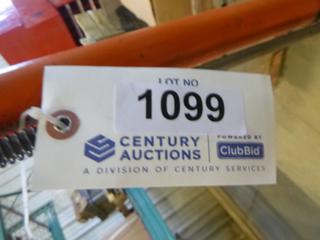 LOT NO
1099
CENTURY
AUCTIONS
POWERED BY
ClubBid
A DIVISION OF CENTURY SERVICES